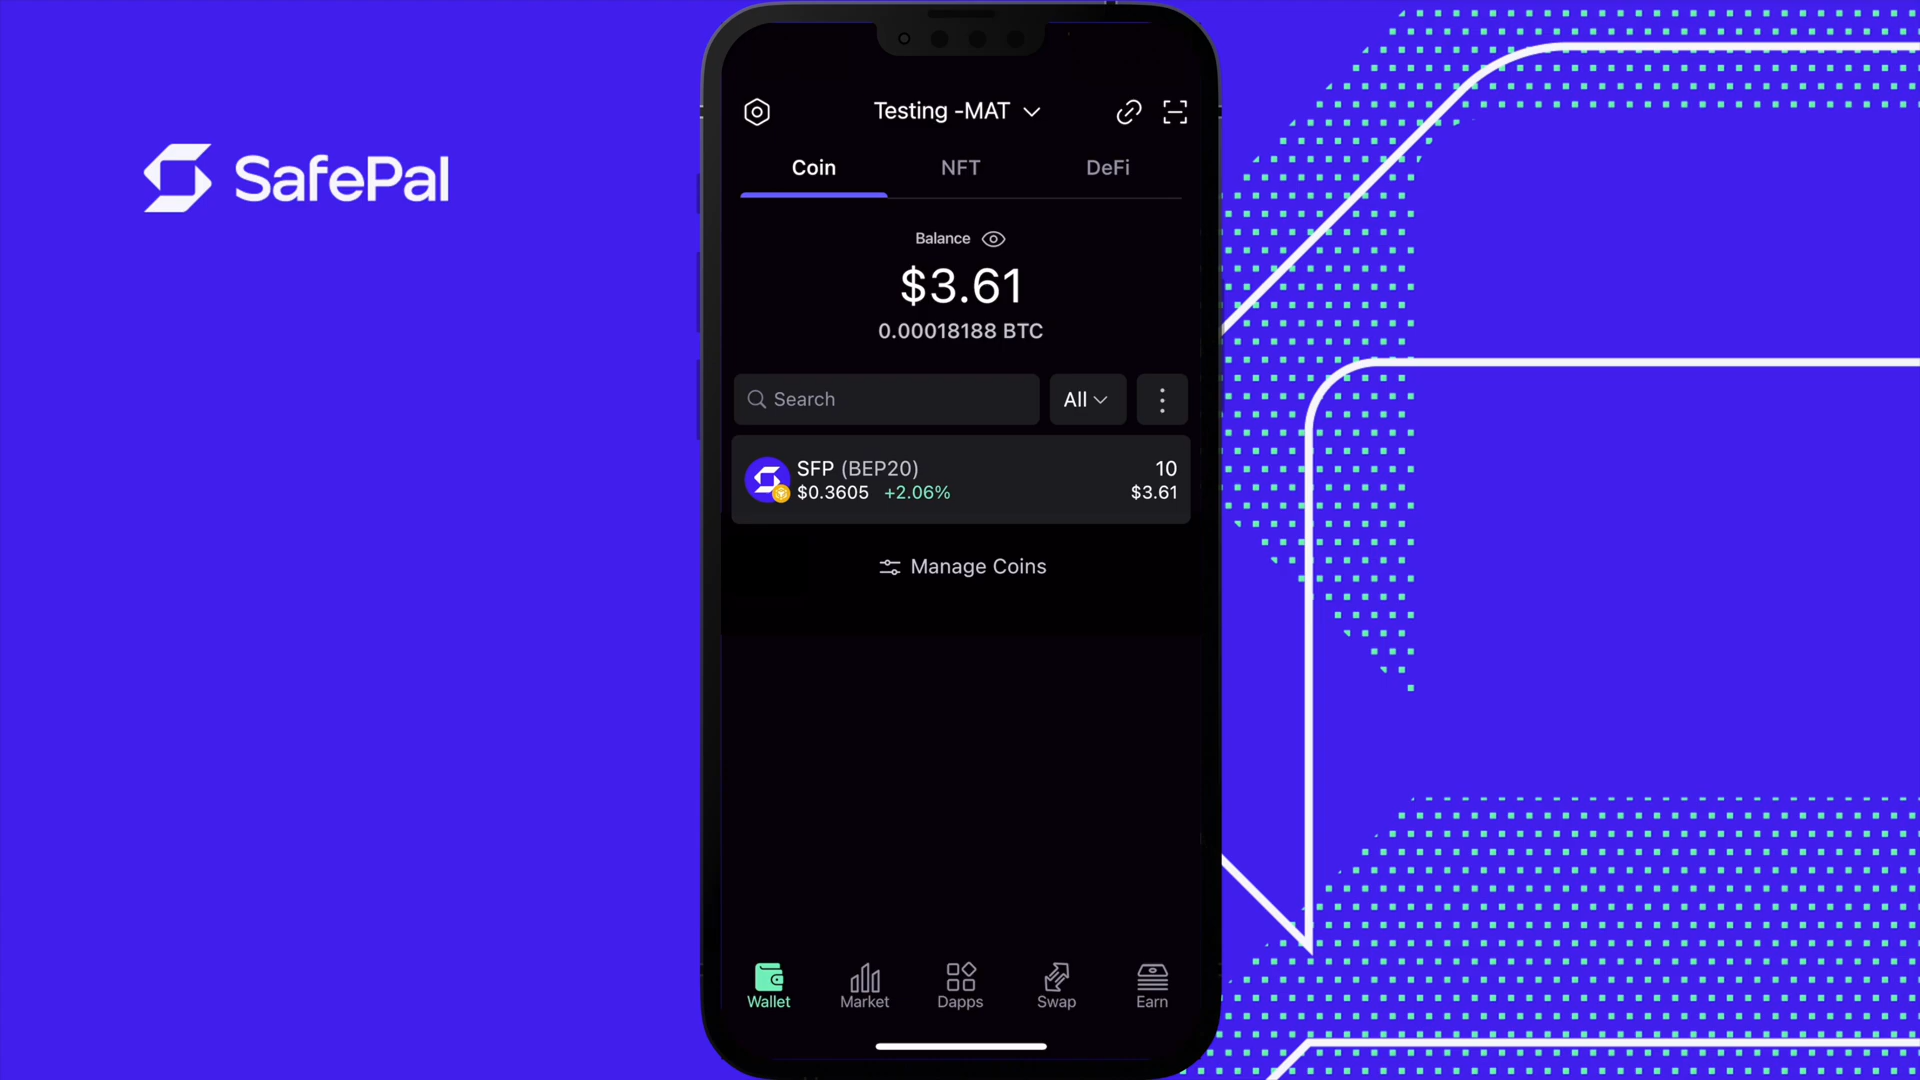 SafePal
Testing -MAT
Coin NFT DeFi
Balance
$3.61
0.00018188 BTC
Search All
SFP (BEP20) 10
$0.3605 +2.06% $3.61
Manage Coins
Wallet Market Dapps Swap Earn